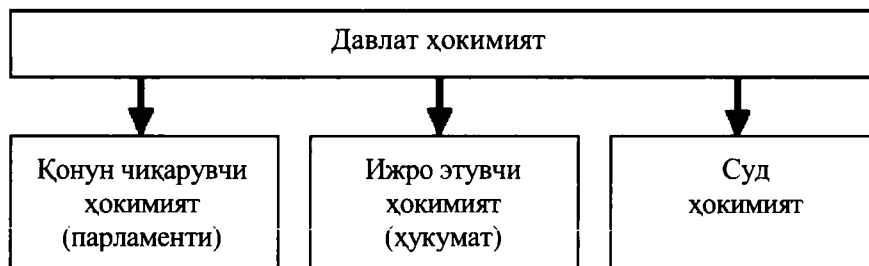 Давлат ҳокимият
Қонун чиқарувчи
ҳокимият
(парламенти)
Ижро этувчи
ҳокимият
(ҳукумат)
Суд
ҳокимият